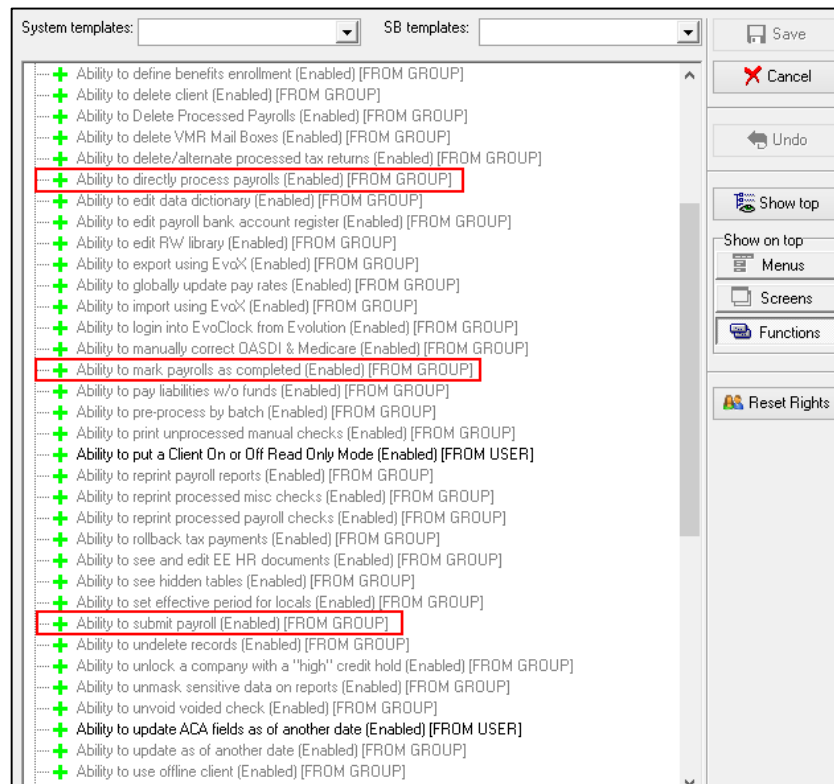 System templates:
SB templates:
Ability to define benefits enrollment (Enabled) [FROM GROUP]
Ability to delete client (Enabled) [FROM GROUP]
Ability to Delete Processed Payrolls (Enabled) [FROM GROUP]
Ability to delete VMR Mail Boxes (Enabled) [FROM GROUP]
Ability to delete/alternate processed tax returns (Enabled) [FROM GROUP]
Ability to directly process payrolls (Enabled) [FROM GROUP]
Ability to edit data dictionary (Enabled) [FROM GROUP]
Ability to edit payroll bank account register (Enabled) [FROM GROUP]
Ability to edit RW library (Enabled) [FROM GROUP]
Ability to export using EvoX (Enabled) [FROM GROUP]
Ability to globally update pay rates (Enabled) [FROM GROUP]
Ability to import using EvoX (Enabled) [FROM GROUP]
Ability to login into EvoClock from Evolution (Enabled) [FROM GROUP]
Ability to manually correct OASDI & Medicare (Enabled) [FROM GROUP]
Ability to mark payrolls as completed (Enabled) [FROM GROUP]
Ability to pay liabilities w/o funds (Enabled) [FROM GROUP]
Ability to pre-process by batch (Enabled) [FROM GROUP]
Ability to print unprocessed manual checks (Enabled) [FROM GROUP]
Ability to put a Client On or Off Read Only Mode (Enabled) [FROM USER]
Ability to reprint payroll reports (Enabled) [FROM GROUP]
Ability to reprint processed misc checks (Enabled) [FROM GROUP]
Ability to reprint processed payroll checks (Enabled) [FROM GROUP]
Ability to rollback tax payments (Enabled) [FROM GROUP]
Ability to see and edit EE HR documents (Enabled) [FROM GROUP]
Ability to see hidden tables (Enabled) [FROM GROUP]
Ability to set effective period for locals (Enabled) [FROM GROUP]
Ability to submit payroll (Enabled) [FROM GROUP]
Ability to undelete records (Enabled) [FROM GROUP]
Ability to unlock a company with a "high" credit hold (Enabled) [FROM GROUP]
Ability to unmask sensitive data on reports (Enabled) [FROM GROUP]
Ability to unvoid voided check (Enabled) [FROM GROUP]
Ability to update ACA fields as of another date (Enabled) [FROM USER]
Ability to update as of another date (Enabled) [FROM GROUP]
Ability to use offline client (Enabled) [FROM GROUP]
Save
Cancel
Undo
Show top
Show on top
Menus
Screens
Functions
Reset Rights